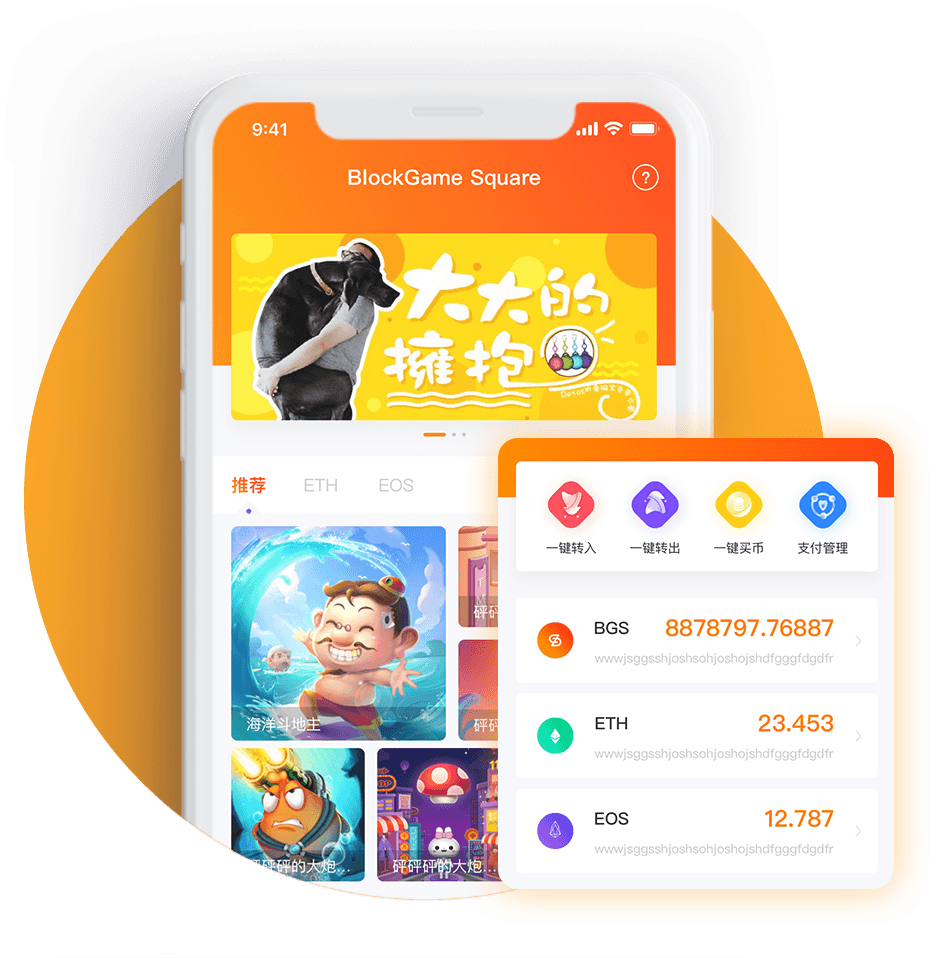 9:41
BlockGame Square
?
大大的
擁抱
推荐
ETH
EOS
海洋斗地主
砰砰
砰砰
砰砰的大炮...
砰砰砰的大炮...
一键转入
一键转出
一键买币
支付管理
BGS
8878797.76887
wwwjsggsshjoshsohjoshojshdfgggfdgdfr
ETH
23.453
wwwjsggsshjoshsohjoshojshdfgggfdgdfr
EOS
12.787
wwwjsggsshjoshsohjoshojshdfgggfdgdfr